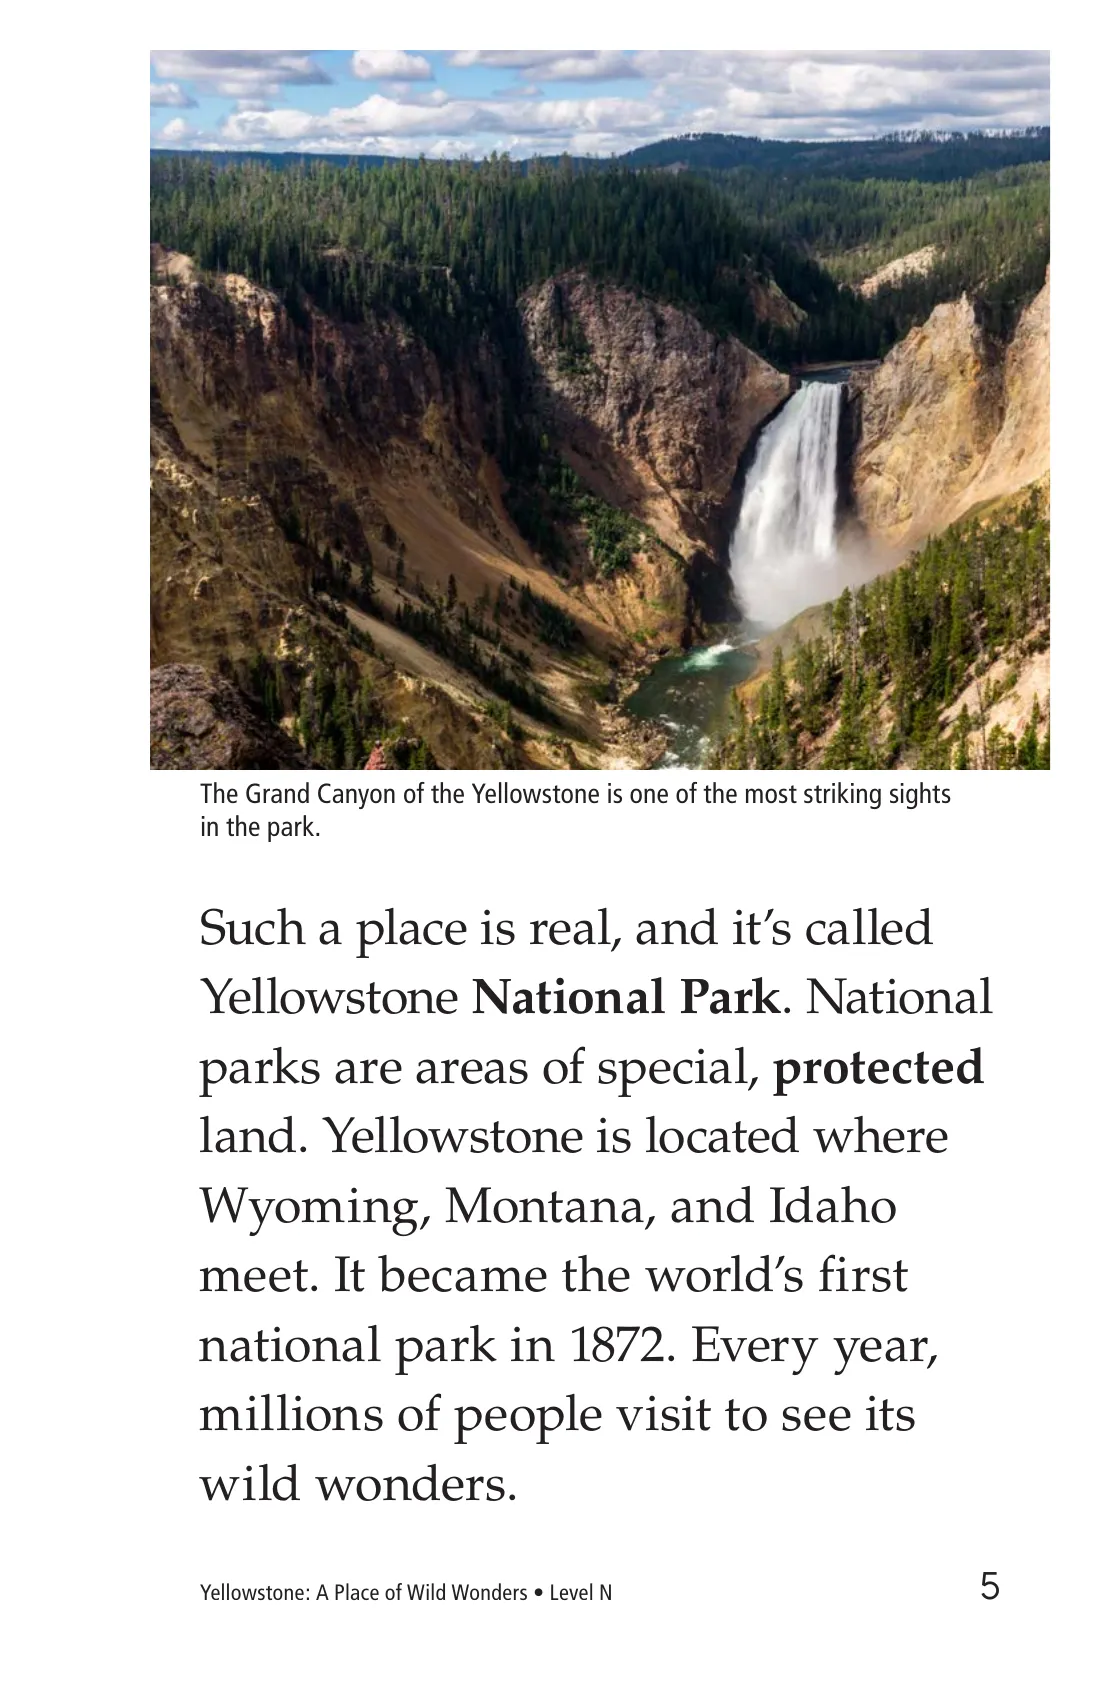 The Grand Canyon of the Yellowstone is one of the most striking sights
in the park.
Such a place is real, and it’s called
Yellowstone National Park. National
parks are areas of special, protected
land. Yellowstone is located where
Wyoming, Montana, and Idaho
meet. It became the world’s first
national park in 1872. Every year,
millions of people visit to see its
wild wonders.
Yellowstone: A Place of Wild Wonders • Level N
5